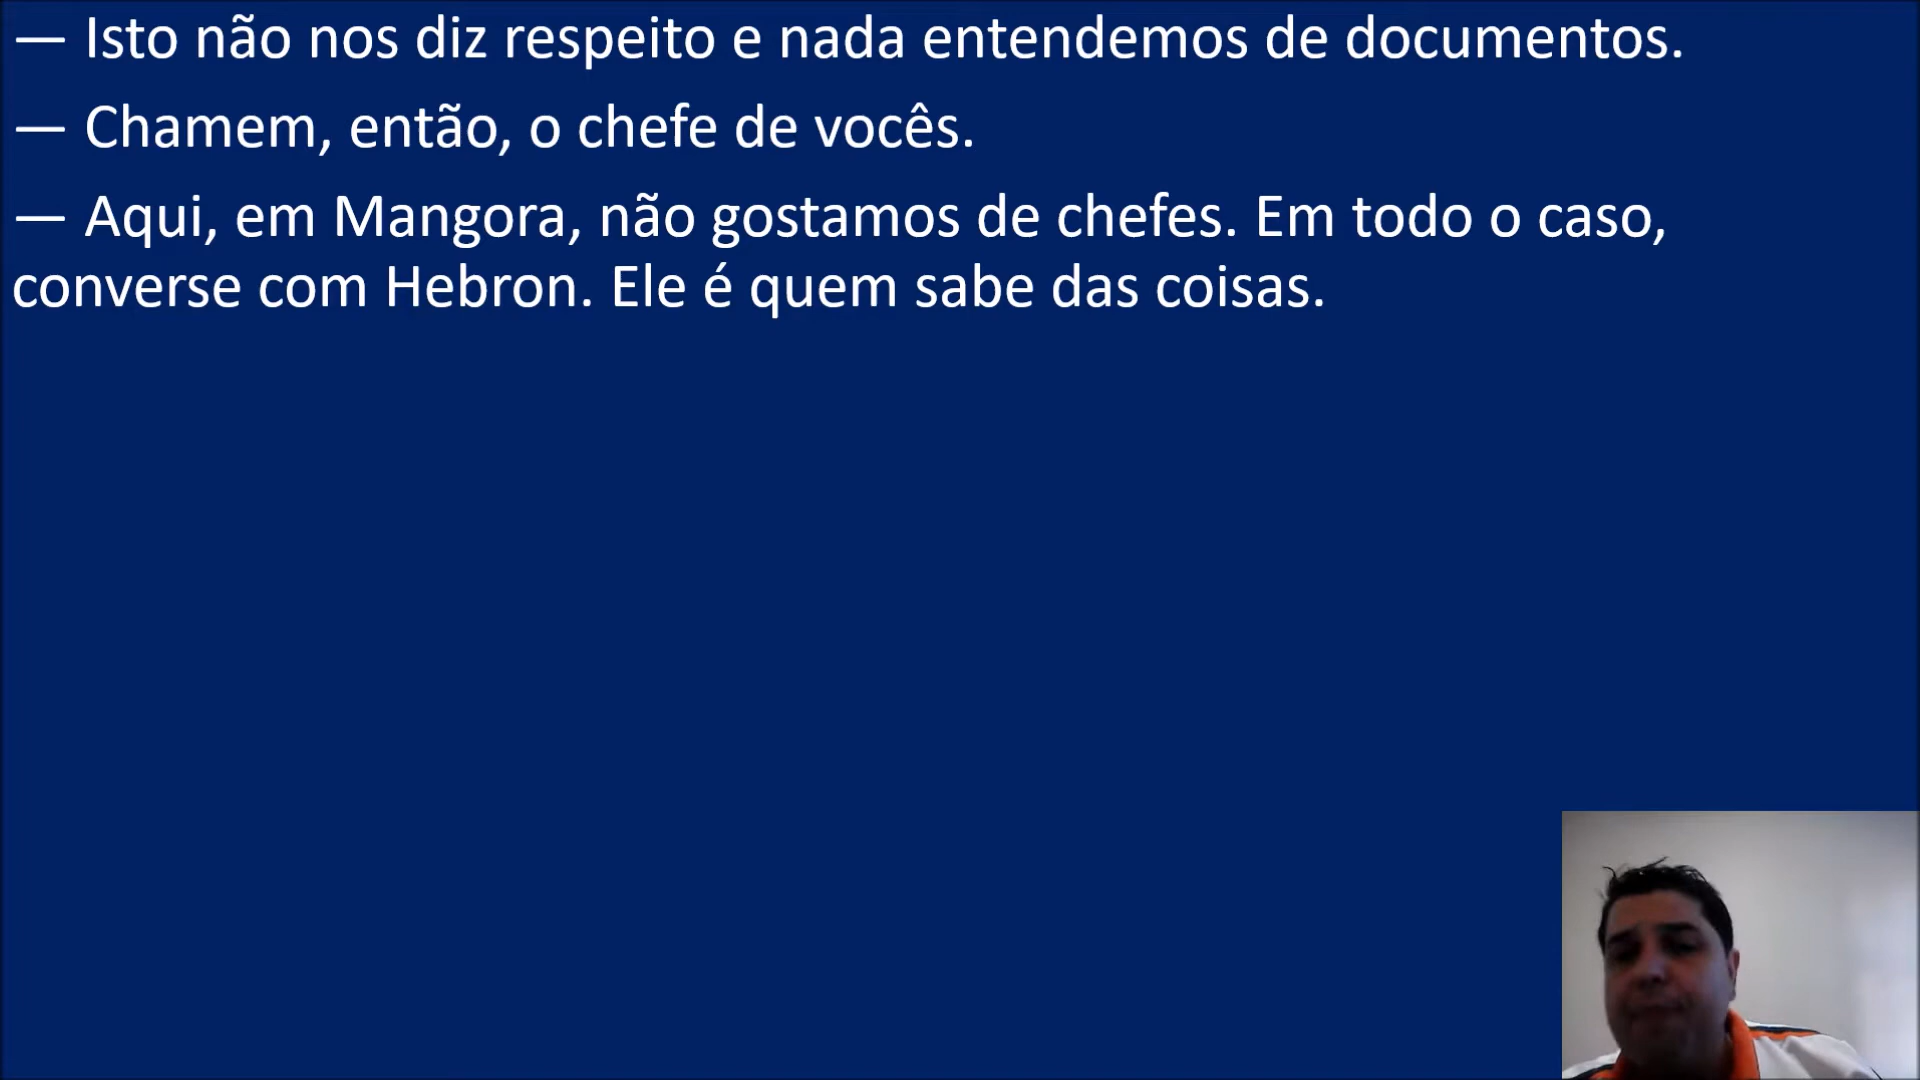 — Isto não nos diz respeito e nada entendemos de documentos.
— Chamem, então, o chefe de vocês.
— Aqui, em Mangora, não gostamos de chefes. Em todo o caso,
converse com Hebron. Ele é quem sabe das coisas.